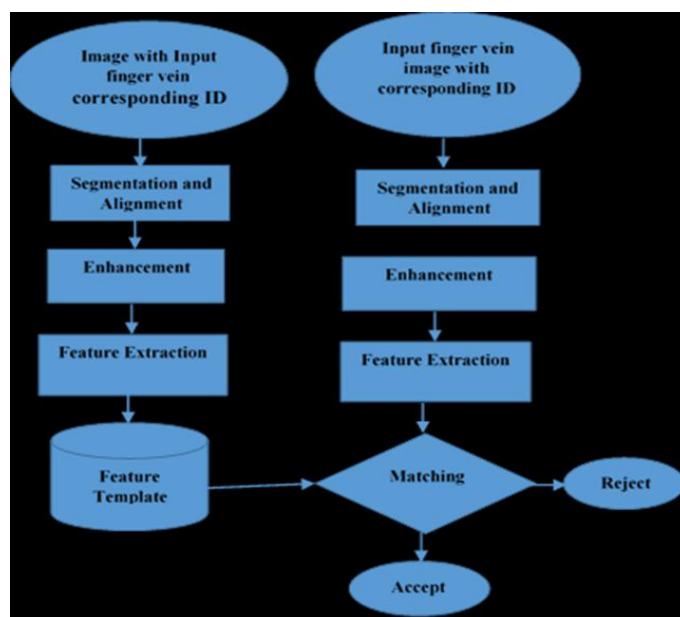 Image with Input
finger vein
corresponding ID
Segmentation and
Alignment
Enhancement
Feature Extraction
Feature
Template
Input finger vein
image with
corresponding ID
Segmentation and
Alignment
Enhancement
Feature Extraction
Matching
Reject
Accept